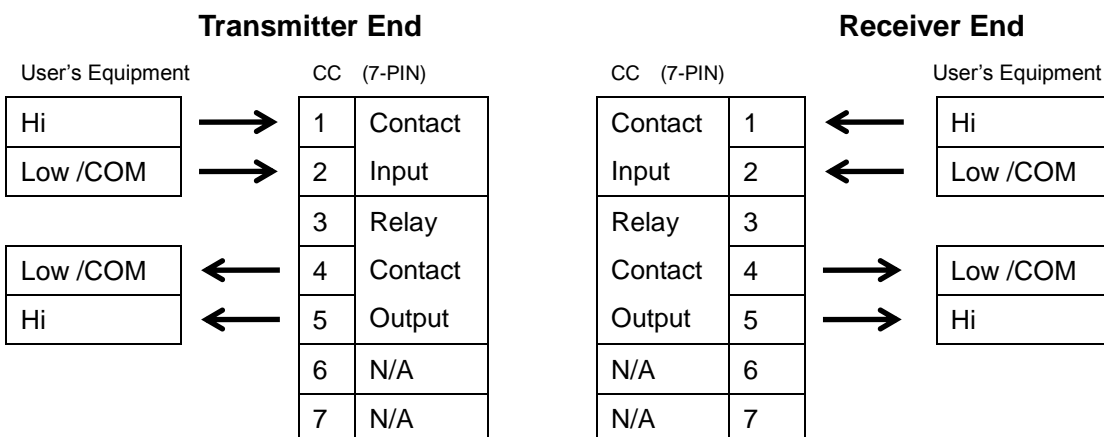 Transmitter End Receiver End
User's Equipment CC (7-PIN) CC (7-PIN) User's Equipment
Hi 1 Contact Contact 1 Hi
Low /COM 2 Input Input 2 Low /COM
3 Relay Relay 3
Low /COM 4 Contact Contact 4 Low /COM
Hi 5 Output Output 5 Hi
6 N/A N/A 6
7 N/A N/A 7